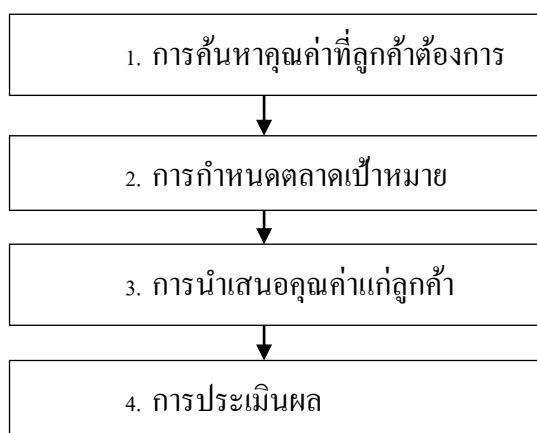 1. การค้นหาคุณค่าที่ลูกค้าต้องการ
2. การกำหนดตลาดเป้าหมาย
3. การนำเสนอคุณค่าแก่ลูกค้า
4. การประเมินผล